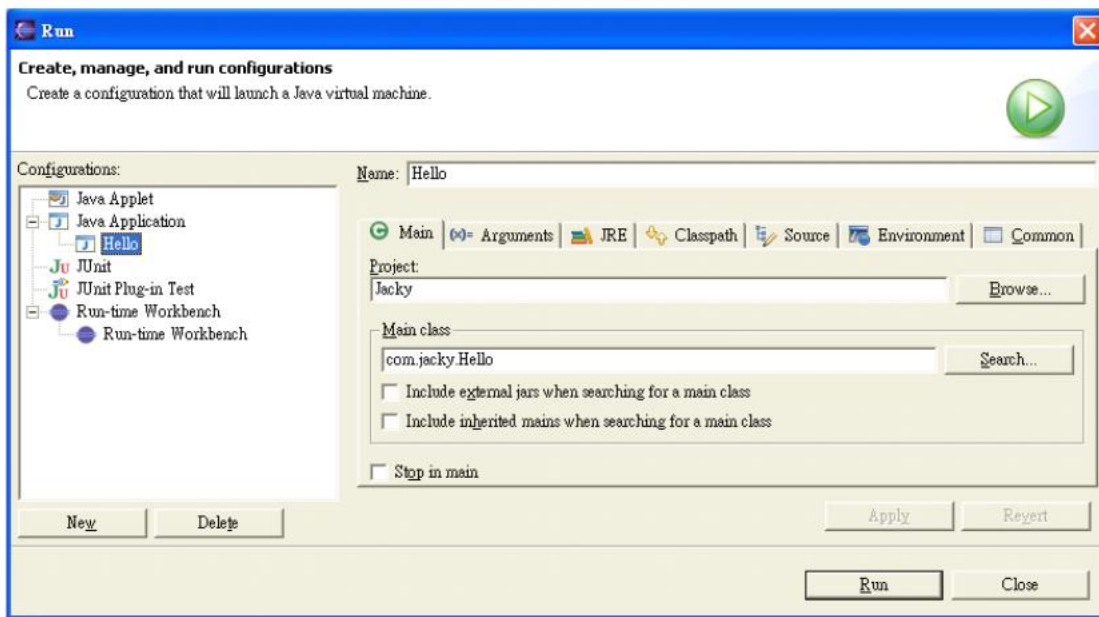 Run
Create, manage, and run configurations
Create a configuration that will launch a Java virtual machine.
Configurations:
Java Applet
Java Application
Hello
JUnit
JUnit Plug-in Test
Run-time Workbench
Run-time Workbench
New
Delete
Name: Hello
Main (x)= Arguments JRE Classpath Source Environment Common
Project:
Jacky
Browse...
Main class
com.jacky.Hello
Search...
Include external jars when searching for a main class
Include inherited mains when searching for a main class
Stop in main
Apply Revert
Run Close